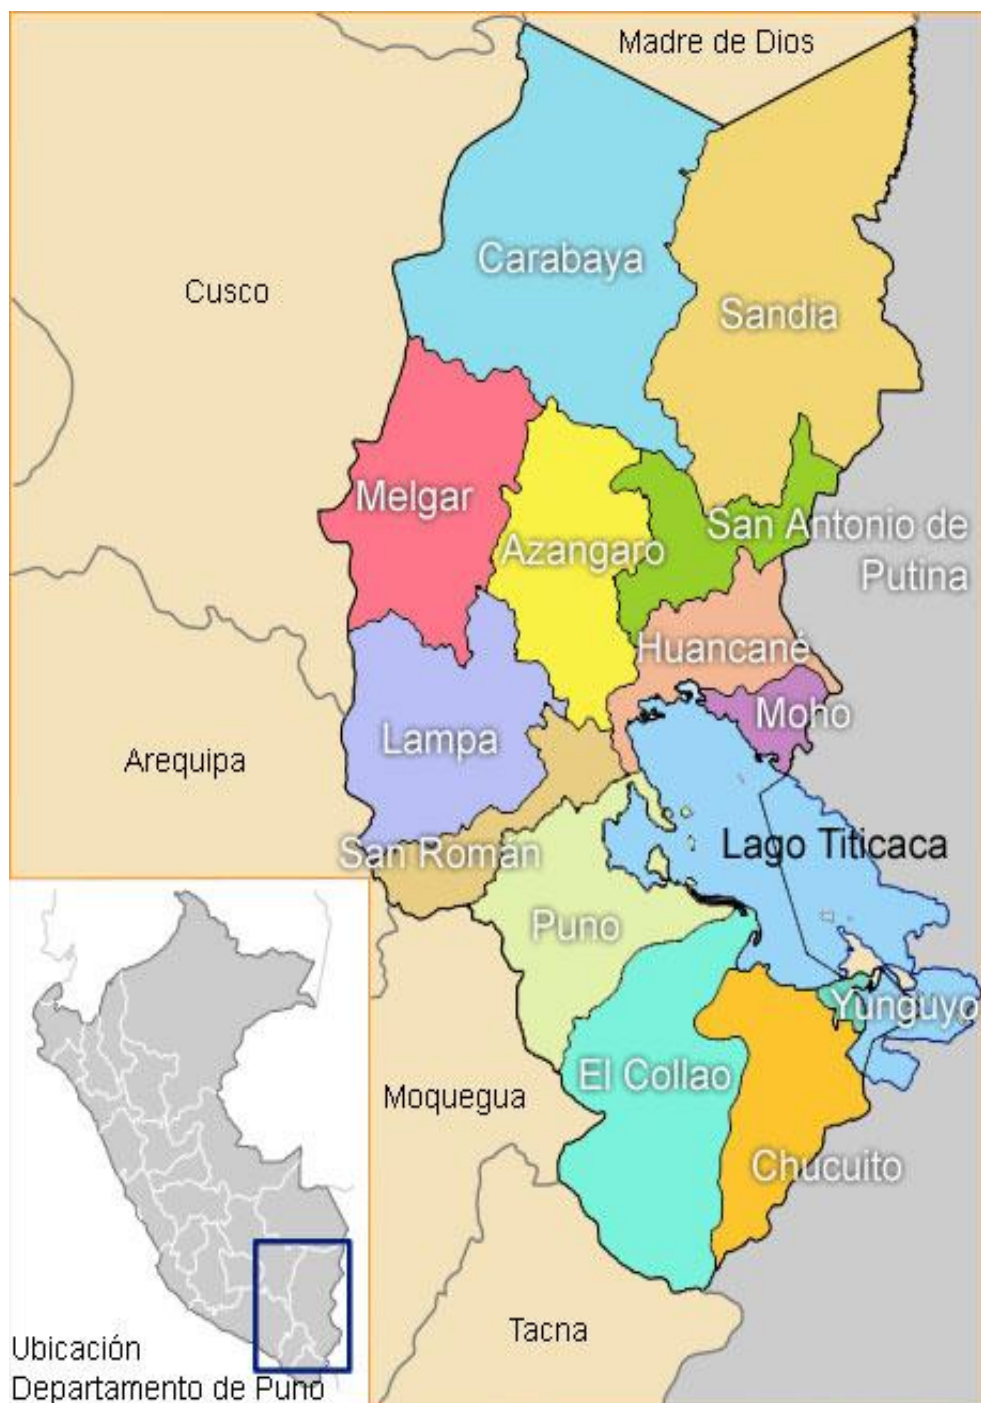 Madre de Dios
Carabaya
Cusco
Sandia
Melgar
San Antonio de
Putina
Azangaro
Huancané
Moho
Lampa
Arequipa
Lago Titicaca
San Román
Puno
Yunguyo
El Collao
Moquegua
Chucuito
Tacna
Ubicación
Departamento de Puno